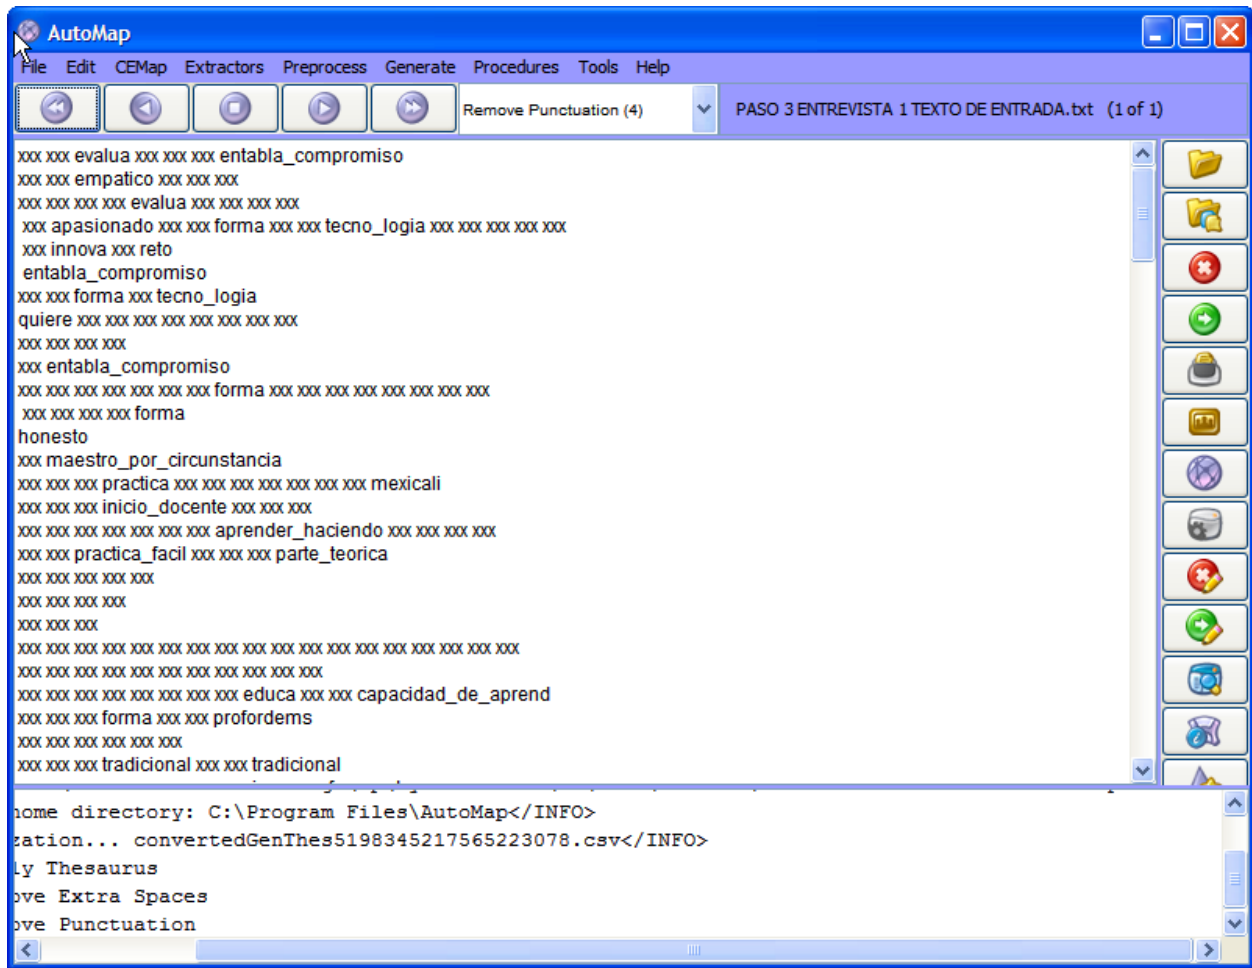 AutoMap
File Edit CEMap Extractors Preprocess Generate Procedures Tools Help
Remove Punctuation (4) PASO 3 ENTREVISTA 1 TEXTO DE ENTRADA.txt (1 of 1)
xxx xxx evalua xxx xxx xxx entabla_compromiso
xxx xxx empatico xxx xxx xxx
xxx xxx xxx xxx evalua xxx xxx xxx xxx
xxx apasionado xxx xxx forma xxx xxx tecno_logia xxx xxx xxx xxx xxx
xxx innova xxx reto
entabla_compromiso
xxx xxx forma xxx tecno_logia
quiere xxx xxx xxx xxx xxx xxx xxx xxx
xxx xxx xxx xxx
xxx entabla_compromiso
xxx xxx xxx xxx xxx xxx xxx forma xxx xxx xxx xxx xxx xxx xxx xxx
xxx xxx xxx xxx forma
honesto
xxx maestro_por_circunstancia
xxx xxx xxx practica xxx xxx xxx xxx xxx xxx xxx mexicali
xxx xxx xxx inicio_docente xxx xxx xxx
xxx xxx xxx xxx xxx xxx xxx aprender_haciendo xxx xxx xxx xxx
xxx xxx practica_facil xxx xxx xxx parte_teorica
xxx xxx xxx xxx xxx
xxx xxx xxx xxx
xxx xxx xxx
xxx xxx xxx xxx xxx xxx xxx xxx xxx xxx xxx xxx xxx xxx xxx xxx xxx xxx
xxx xxx xxx xxx xxx xxx xxx xxx xxx xxx xxx
xxx xxx xxx xxx xxx xxx xxx xxx educa xxx xxx capacidad_de_aprend
xxx xxx xxx forma xxx xxx profordems
xxx xxx xxx xxx xxx xxx
xxx xxx xxx tradicional xxx xxx tradicional
home directory: C:\Program Files\AutoMap</INFO>
zation... convertedGenThes5198345217565223078.csv</INFO>
ly Thesaurus
ove Extra Spaces
ove Punctuation